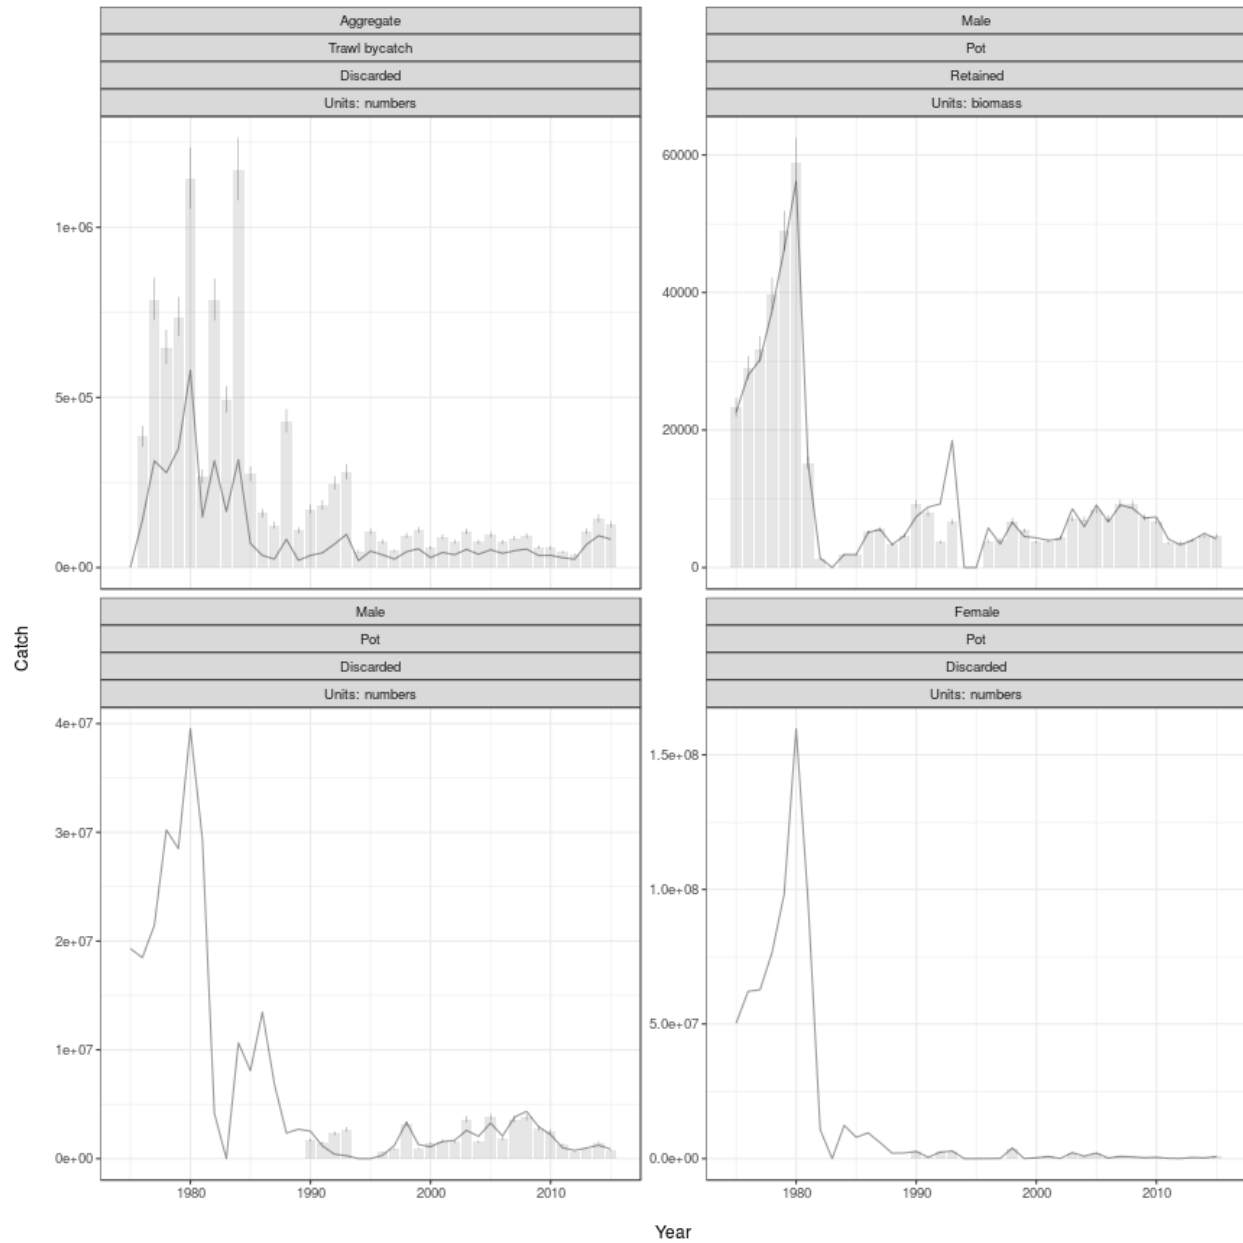 Aggregate
Trawl bycatch
Discarded
Units: numbers
1e+06
5e+05
0e+00
Male
Pot
Retained
Units: biomass
60000
40000
20000
0
Catch
Male
Pot
Discarded
Units: numbers
4e+07
3e+07
2e+07
1e+07
0e+00
1980 1990 2000 2010
Female
Pot
Discarded
Units: numbers
1.5e+08
1.0e+08
5.0e+07
0.0e+00
1980 1990 2000 2010
Year